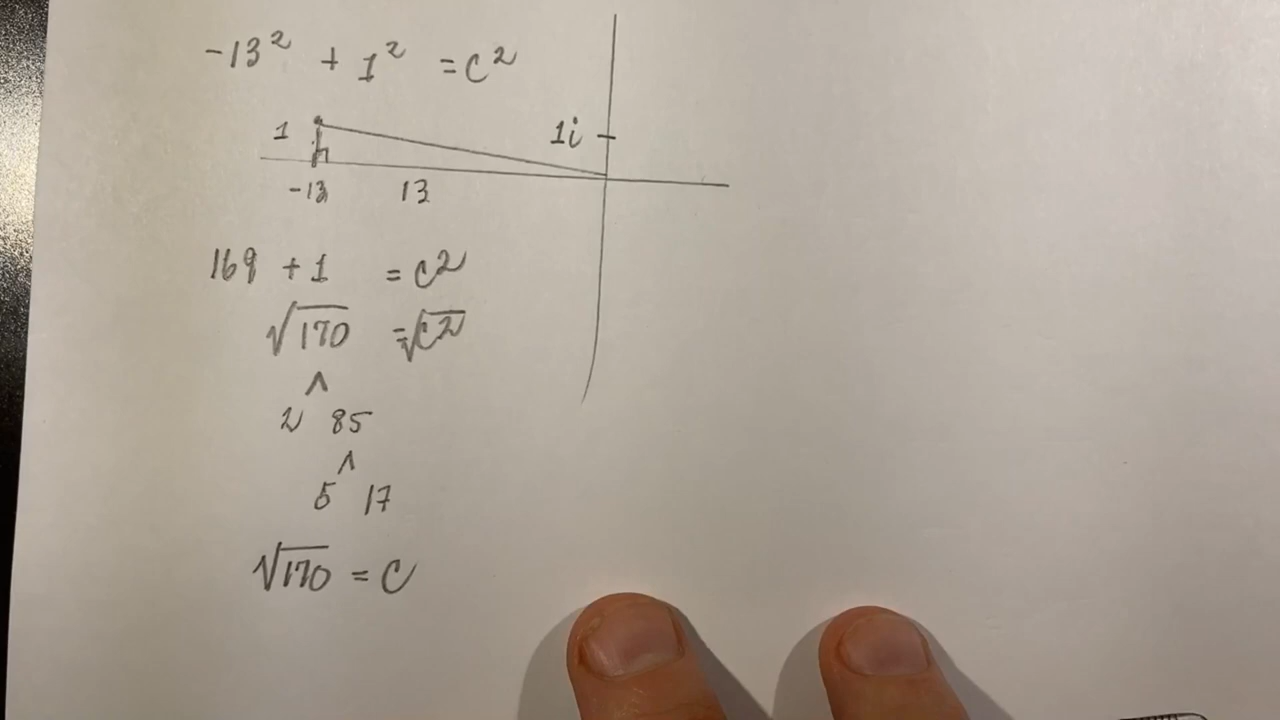 -13² + 1² = C²
1 1i
-13 13
169 + 1 = C²
√170 = √C²
∧
2 85
∧
5 17
√170 = C